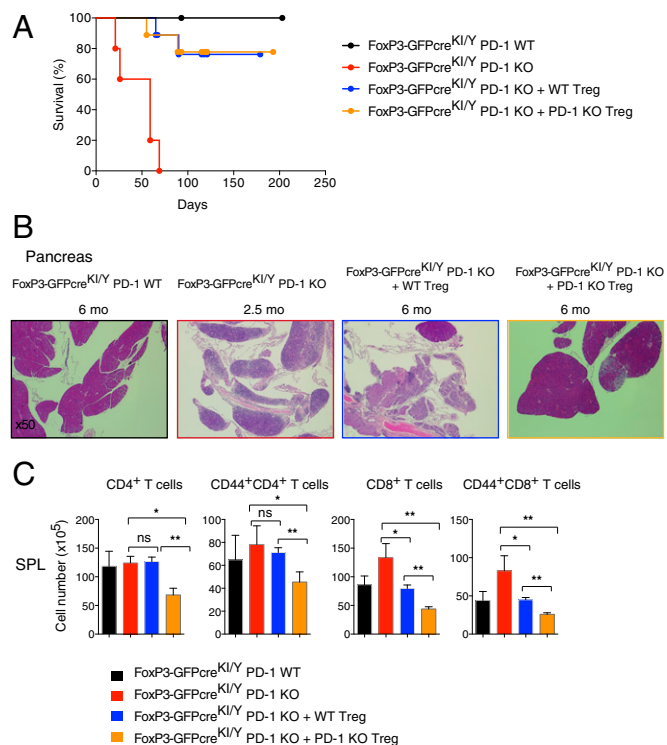 A
100
80
60
40
20
0
Survival (%)
0 50 100 150 200 250
Days
FoxP3-GFPcreKI/Y PD-1 WT
FoxP3-GFPcreKI/Y PD-1 KO
FoxP3-GFPcreKI/Y PD-1 KO + WT Treg
FoxP3-GFPcreKI/Y PD-1 KO + PD-1 KO Treg
B
Pancreas
FoxP3-GFPcreKI/Y PD-1 WT
6 mo
x50
FoxP3-GFPcreKI/Y PD-1 KO
2.5 mo
FoxP3-GFPcreKI/Y PD-1 KO
+ WT Treg
6 mo
FoxP3-GFPcreKI/Y PD-1 KO
+ PD-1 KO Treg
6 mo
C
SPL
Cell number (x105)
CD4+ T cells
200
150
100
50
0
ns
*
**
CD44+CD4+ T cells
100
80
60
40
20
0
*
ns
**
CD8+ T cells
200
150
100
50
0
**
*
**
CD44+CD8+ T cells
150
100
50
0
**
*
**
FoxP3-GFPcreKI/Y PD-1 WT
FoxP3-GFPcreKI/Y PD-1 KO
FoxP3-GFPcreKI/Y PD-1 KO + WT Treg
FoxP3-GFPcreKI/Y PD-1 KO + PD-1 KO Treg